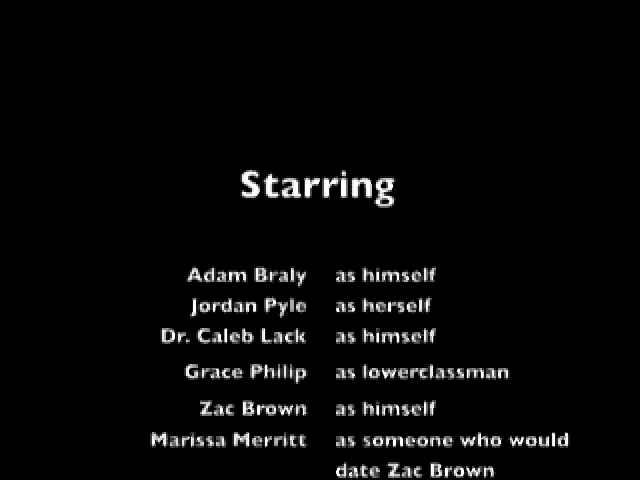 Starring
Adam Braly as himself
Jordan Pyle as herself
Dr. Caleb Lack as himself
Grace Philip as lowerclassman
Zac Brown as himself
Marissa Merritt as someone who would
date Zac Brown